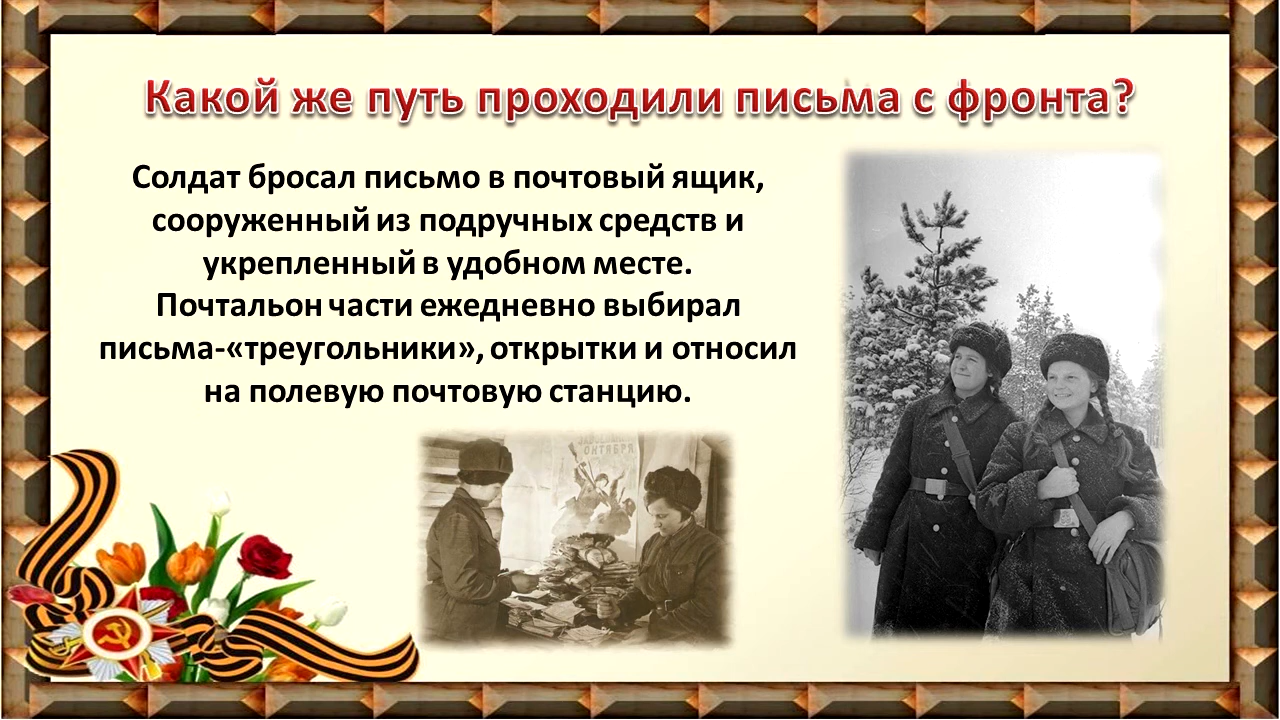 Какой же путь проходили письма с фронта?
Солдат бросал письмо в почтовый ящик,
сооруженный из подручных средств и
укрепленный в удобном месте.
Почтальон части ежедневно выбирал
письма-«треугольники», открытки и относил
на полевую почтовую станцию.
ОКТЯБРЯ